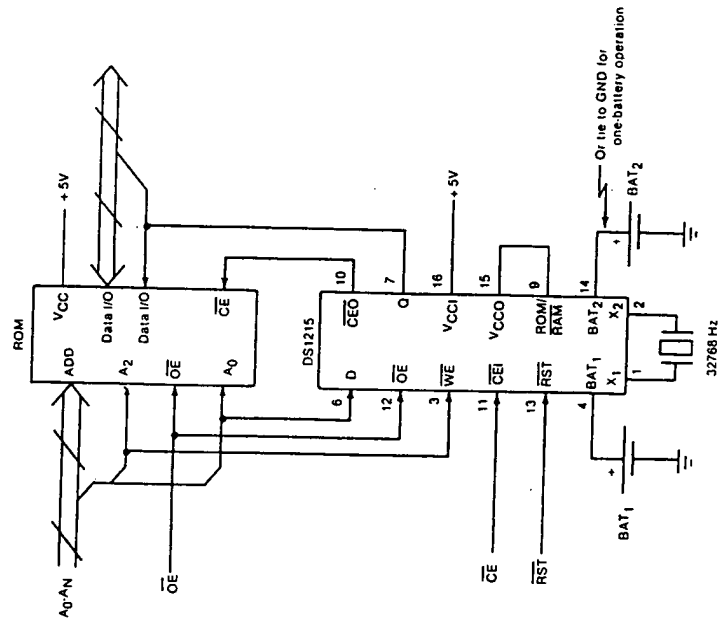 ROM
A0-AN
ADD
VCC
+5V
A2
Data I/O
Data I/O
OE
OE
A0
CE
DS1215
6
D
CEO
10
12
OE
Q
7
3
WE
VCCI
16
+5V
CE
11
CEI
VCCO
15
RST
13
RST
ROM/
RAM
9
4
BAT1
BAT2
14
X1
X2
1
2
BAT1
+
BAT2
+
Or tie to GND for
one-battery operation
32768 Hz